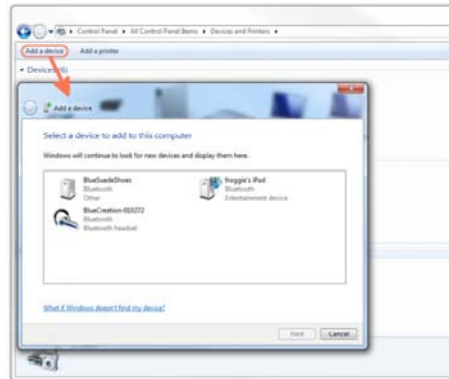 Control Panel ▸ All Control Panel Items ▸ Devices and Printers ▸
Add a device Add a printer
Devices (6)
Add a device
Select a device to add to this computer
Windows will continue to look for new devices and display them here.
BlueSuedeShoes
Bluetooth
Other
froggie's iPad
Bluetooth
Entertainment device
BlueCreation-010272
Bluetooth
Bluetooth headset
What if Windows doesn't find my device?
Next Cancel